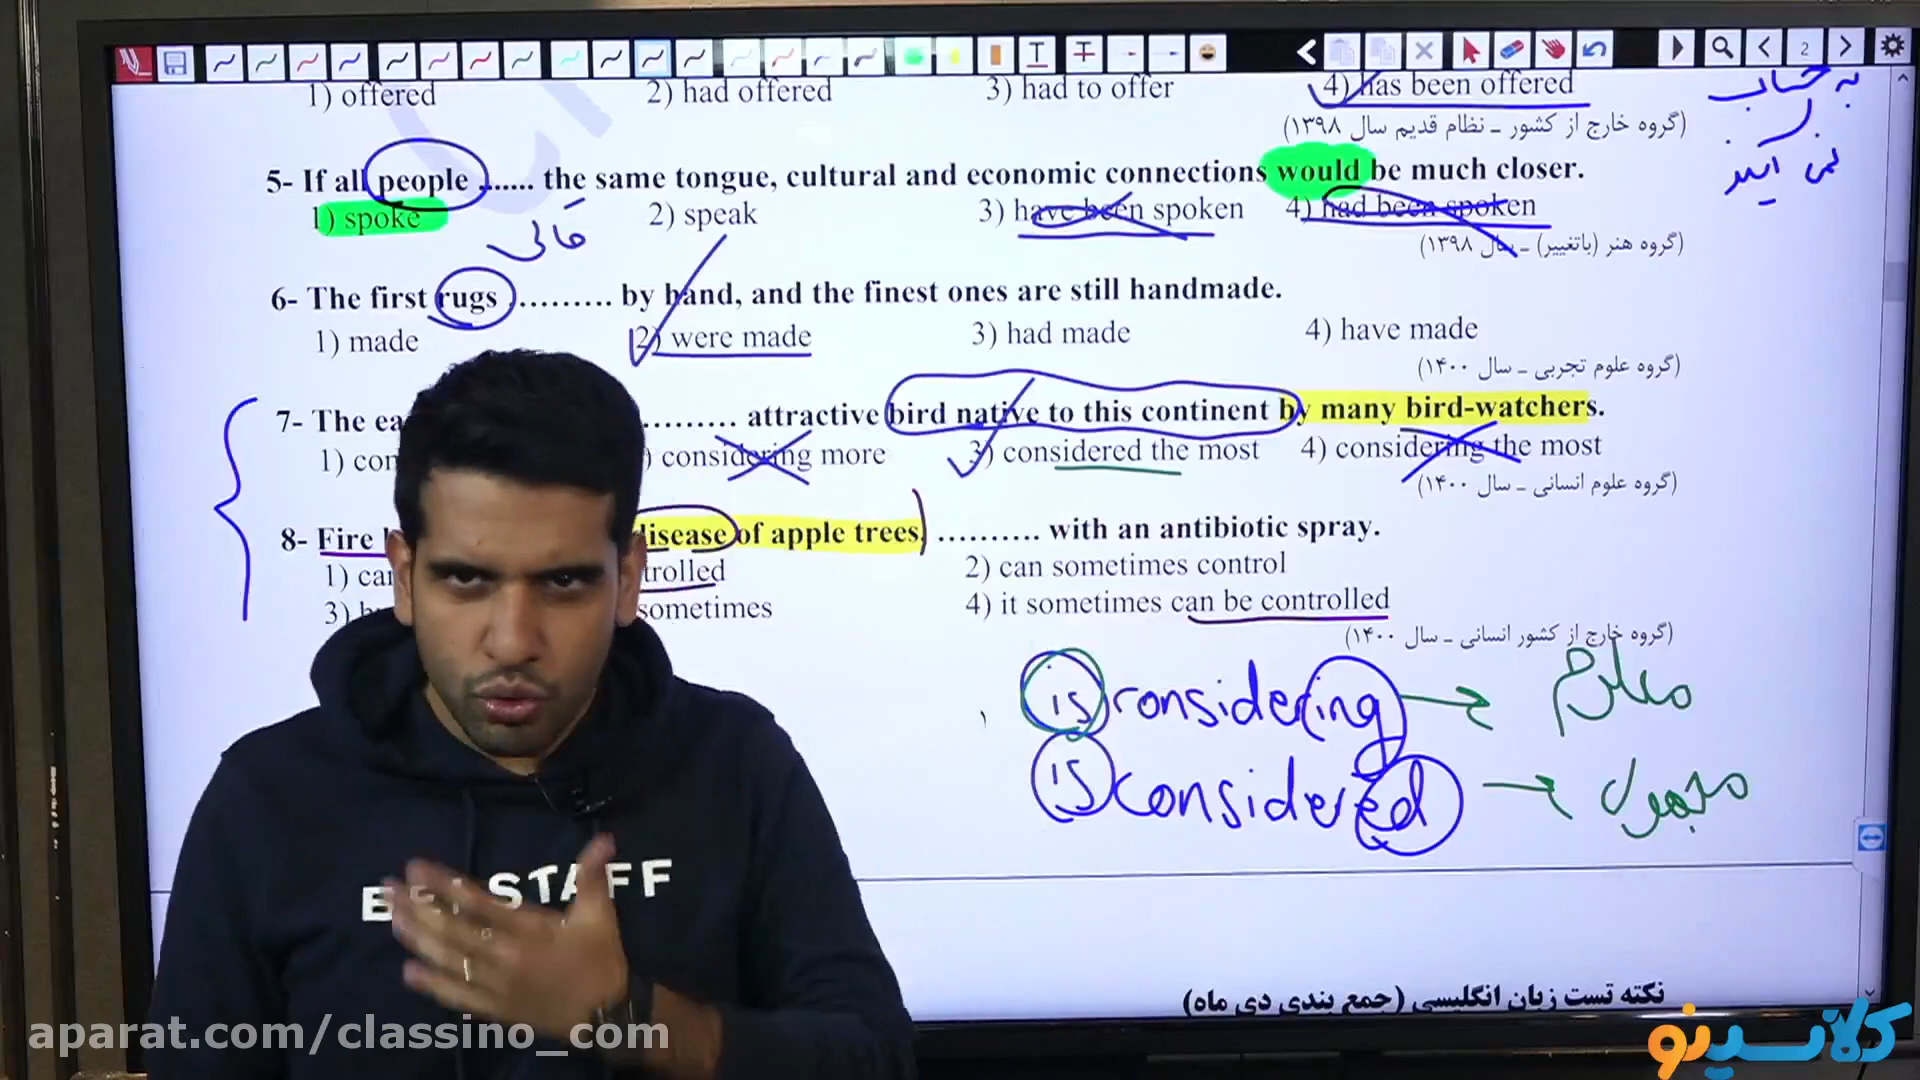 2
1) offered 2) had offered 3) had to offer 4) has been offered
به حساب
نمی آیند
(گروه خارج از کشور ـ نظام قدیم سال ۱۳۹۸)
5- If all people ....... the same tongue, cultural and economic connections would be much closer.
1) spoke 2) speak 3) have been spoken 4) had been spoken
(گروه هنر (باتغییر) ـ سال ۱۳۹۸)
قالی
6- The first rugs .......... by hand, and the finest ones are still handmade.
1) made 2) were made 3) had made 4) have made
(گروه علوم تجربی ـ سال ۱۴۰۰)
7- The ea ......... attractive bird native to this continent by many bird-watchers.
1) con ) considering more 3) considered the most 4) considering the most
(گروه علوم انسانی ـ سال ۱۴۰۰)
8- Fire disease of apple trees, .......... with an antibiotic spray.
1) can trolled 2) can sometimes control
3) sometimes 4) it sometimes can be controlled
(گروه خارج از کشور انسانی ـ سال ۱۴۰۰)
is considering → معلوم
is considered → مجهول
BELSTAFF
نکته تست زبان انگلیسی (جمع بندی دی ماه)
aparat.com/classino_com
کلاسینو